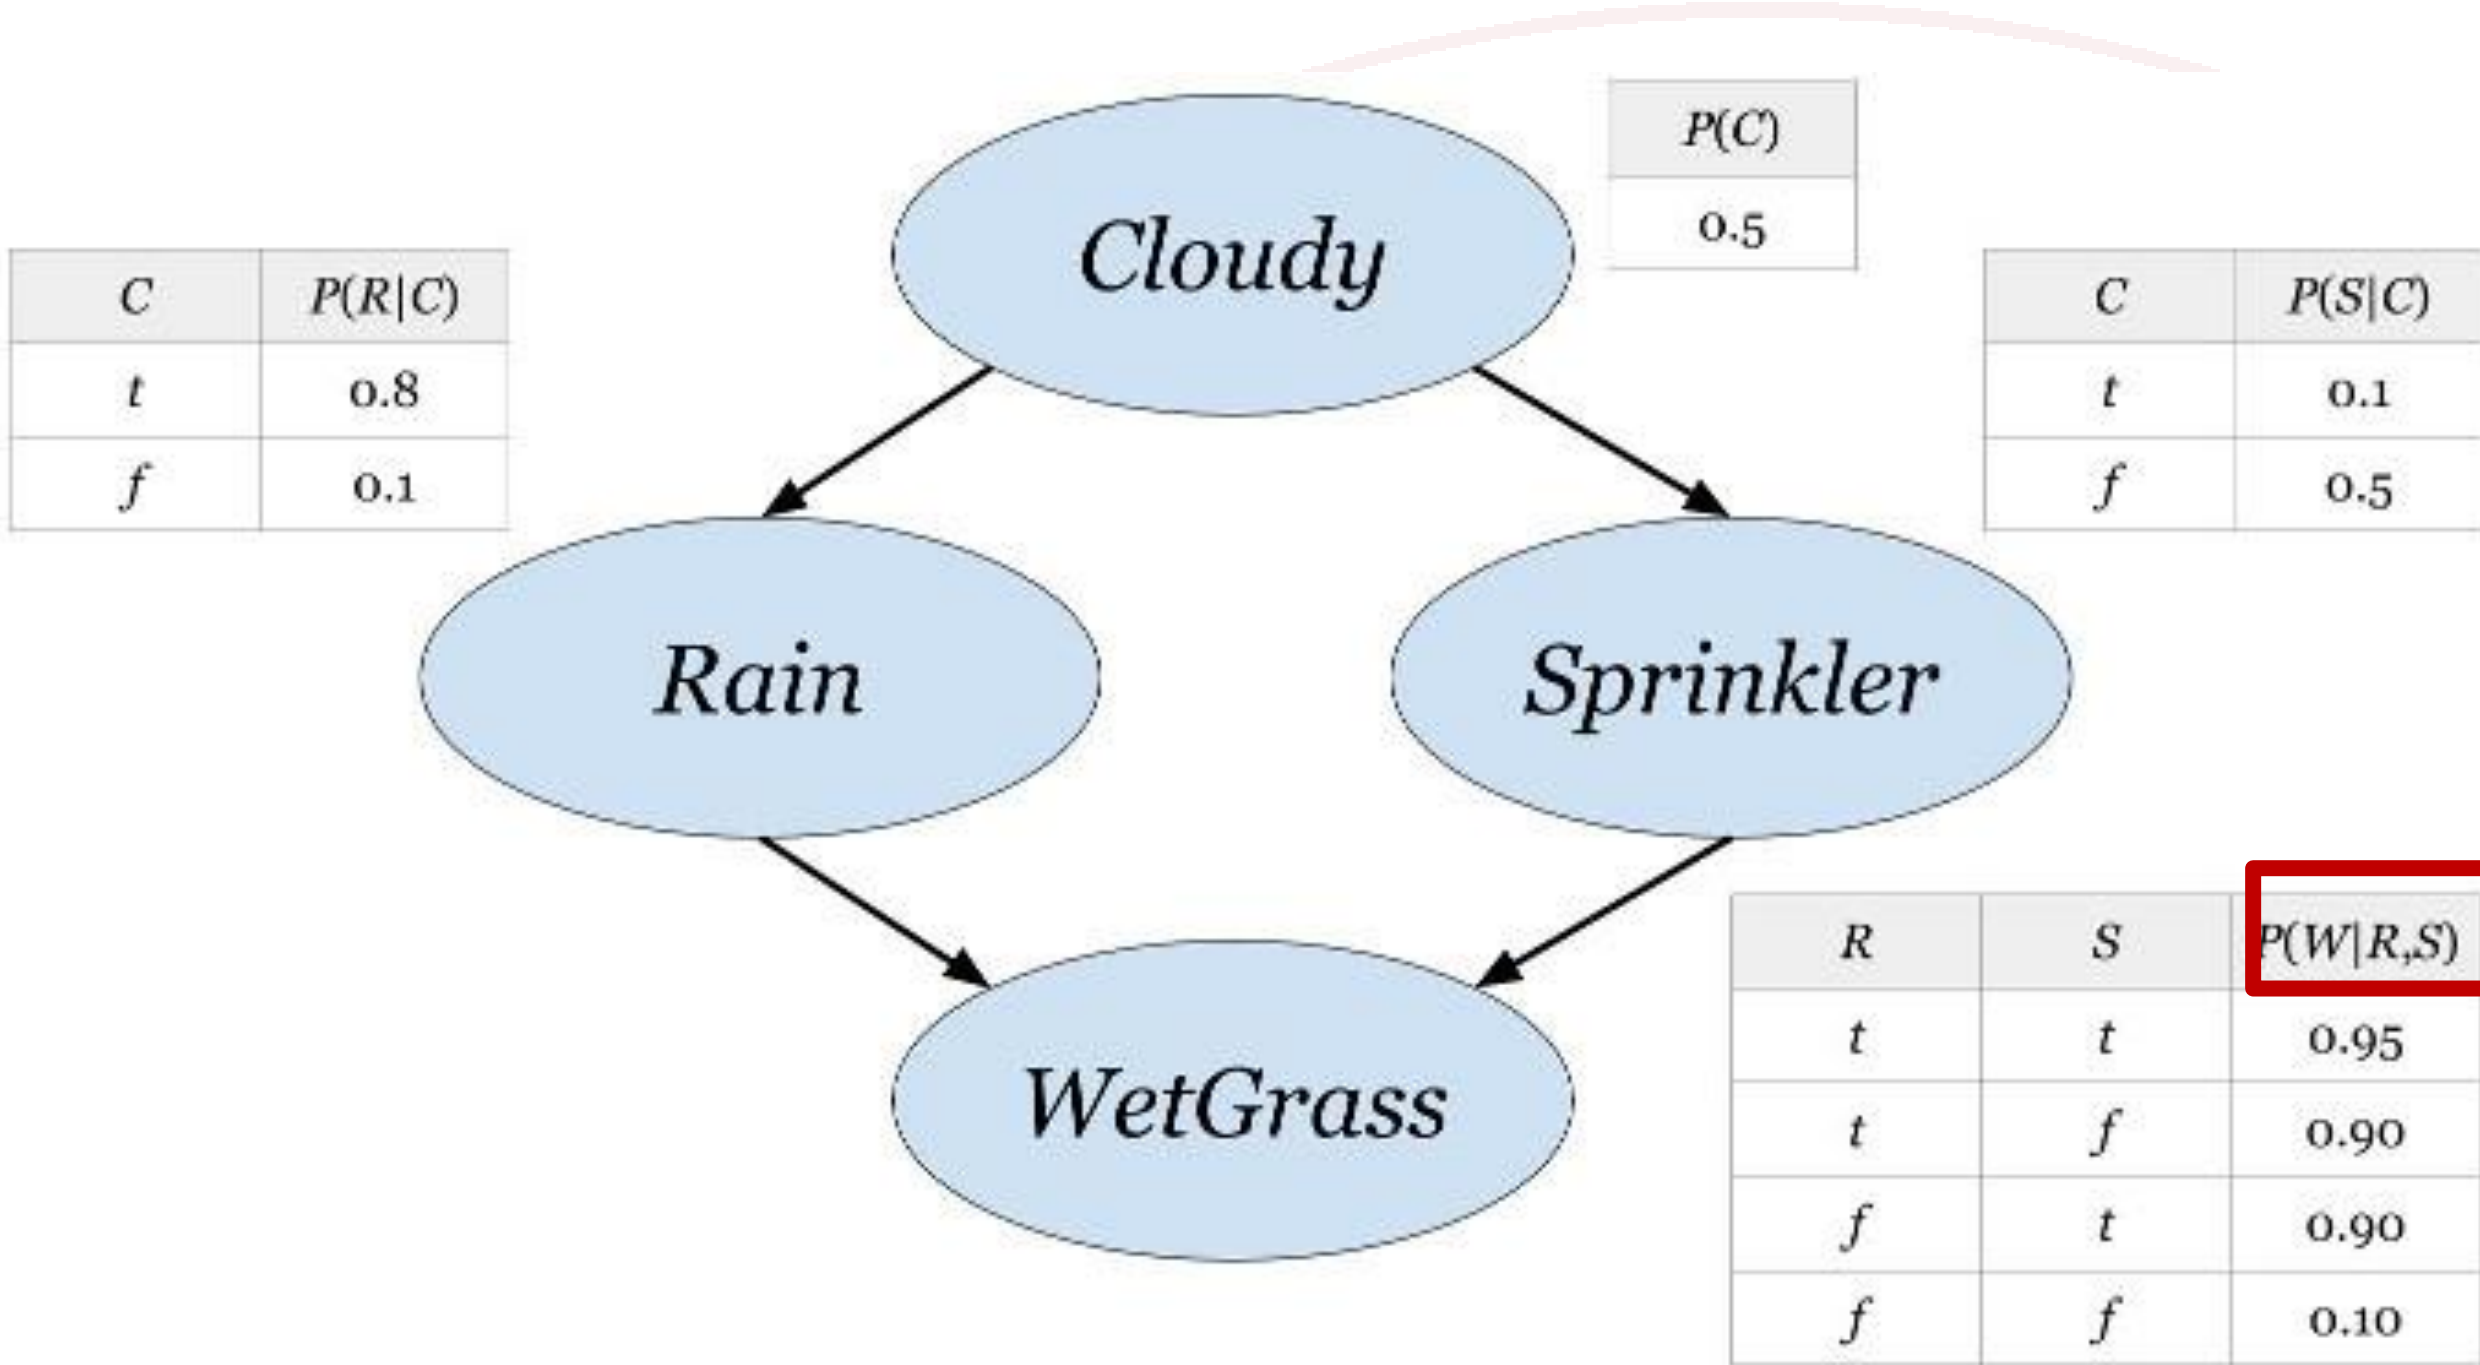 P(C)
0.5
Cloudy
C P(R|C)
t 0.8
f 0.1
C P(S|C)
t 0.1
f 0.5
Rain
Sprinkler
WetGrass
R S P(W|R,S)
t t 0.95
t f 0.90
f t 0.90
f f 0.10